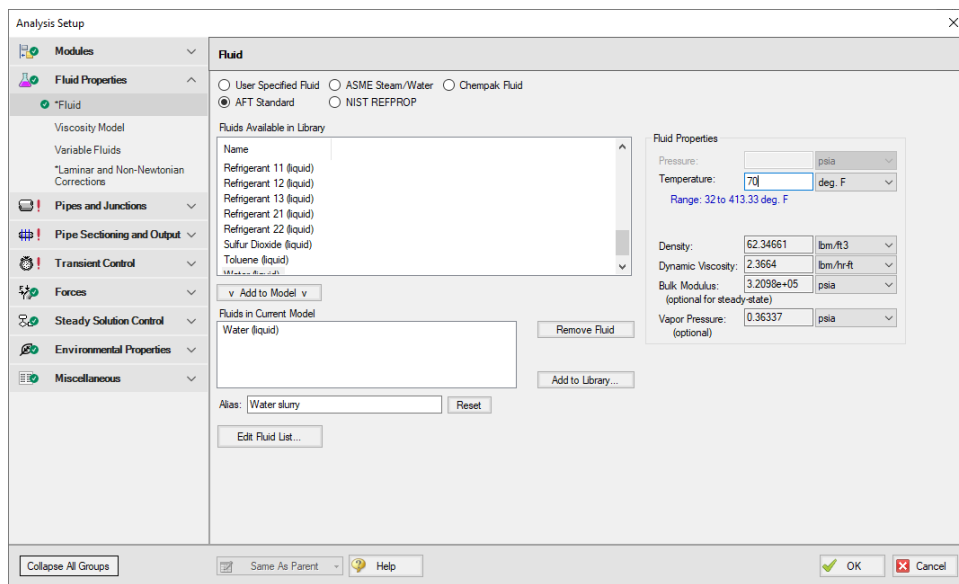 Analysis Setup
Modules
Fluid Properties
*Fluid
Viscosity Model
Variable Fluids
*Laminar and Non-Newtonian
Corrections
Pipes and Junctions
Pipe Sectioning and Output
Transient Control
Forces
Steady Solution Control
Environmental Properties
Miscellaneous
Collapse All Groups
Fluid
User Specified Fluid ASME Steam/Water Chempak Fluid
AFT Standard NIST REFPROP
Fluids Available in Library
Name
Refrigerant 11 (liquid)
Refrigerant 12 (liquid)
Refrigerant 13 (liquid)
Refrigerant 21 (liquid)
Refrigerant 22 (liquid)
Sulfur Dioxide (liquid)
Toluene (liquid)
Water (liquid)
v Add to Model v
Fluids in Current Model
Water (liquid)
Remove Fluid
Add to Library...
Alias: Water slurry Reset
Edit Fluid List...
Fluid Properties
Pressure: psia
Temperature: 70 deg. F
Range: 32 to 413.33 deg. F
Density: 62.34661 lbm/ft3
Dynamic Viscosity: 2.3664 lbm/hr-ft
Bulk Modulus: 3.2098e+05 psia
(optional for steady-state)
Vapor Pressure: 0.36337 psia
(optional)
Same As Parent Help OK Cancel